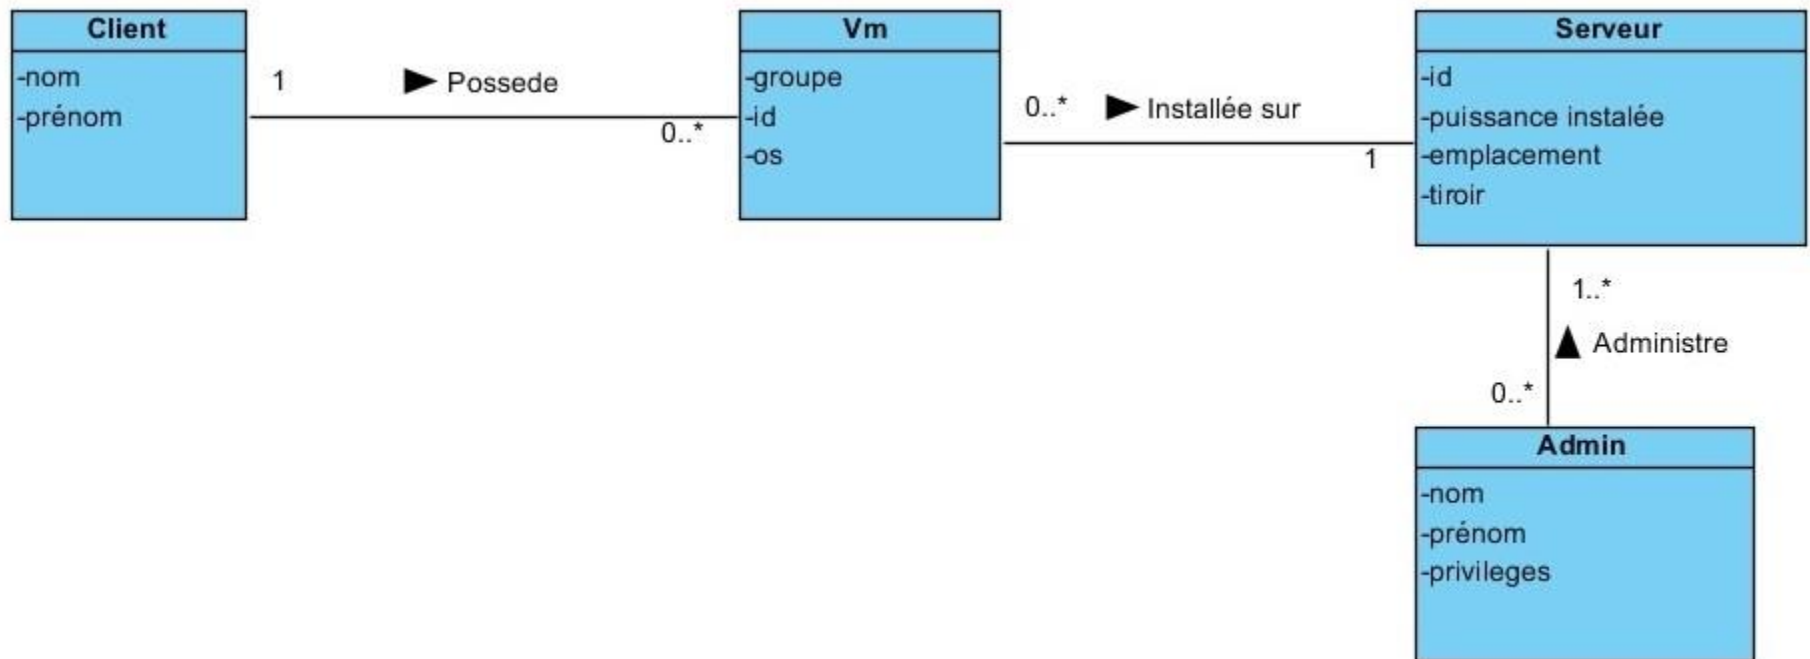 Client
-nom
-prénom
1
Possede
0..*
Vm
-groupe
-id
-os
0..*
Installée sur
1
Serveur
-id
-puissance instalée
-emplacement
-tiroir
1..*
Administre
0..*
Admin
-nom
-prénom
-privileges